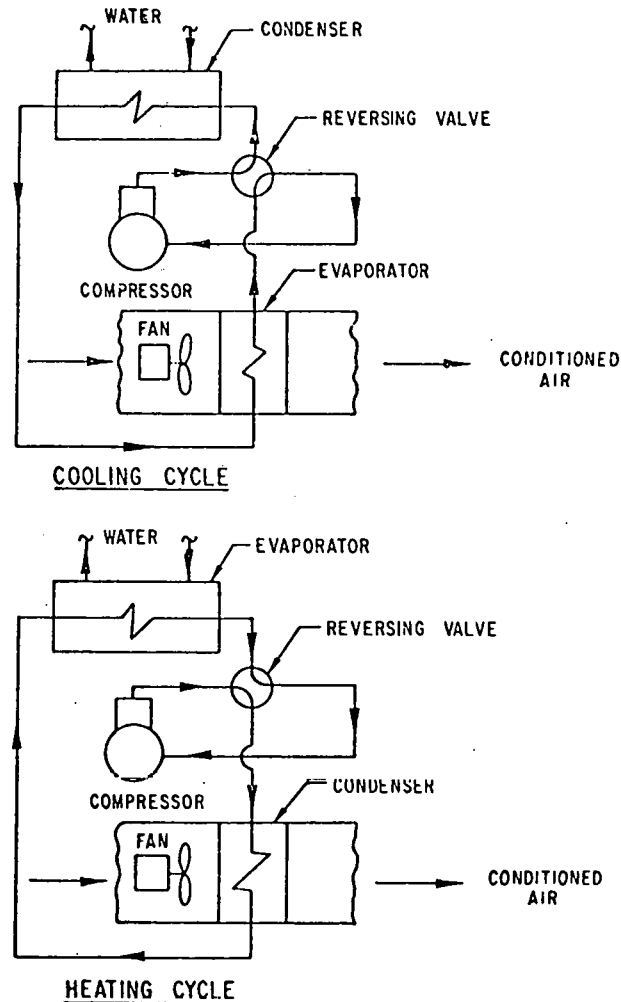 WATER
CONDENSER
REVERSING VALVE
COMPRESSOR
EVAPORATOR
FAN
CONDITIONED
AIR
COOLING CYCLE
WATER
EVAPORATOR
REVERSING VALVE
COMPRESSOR
CONDENSER
FAN
CONDITIONED
AIR
HEATING CYCLE